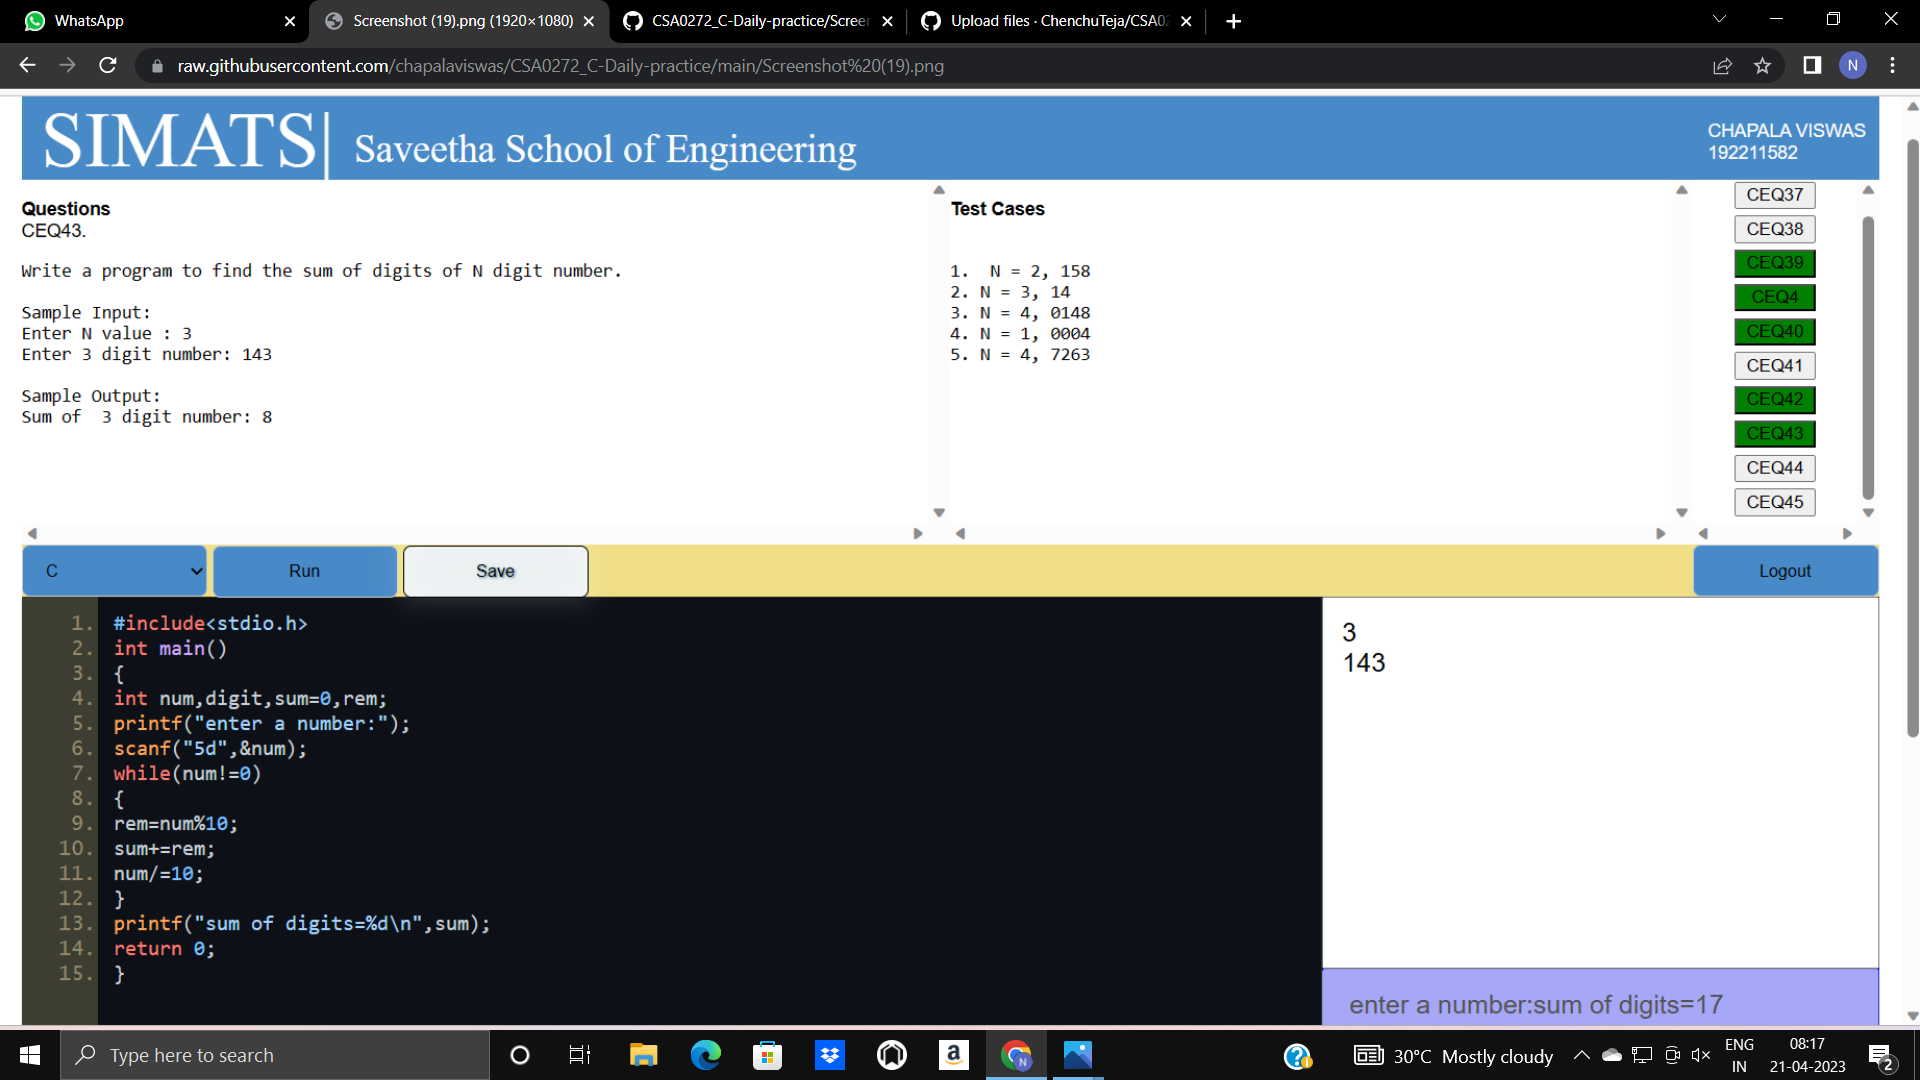 WhatsApp
Screenshot (19).png (1920×1080)
CSA0272_C-Daily-practice/Screer
Upload files · ChenchuTeja/CSA02
raw.githubusercontent.com/chapalaviswas/CSA0272_C-Daily-practice/main/Screenshot%20(19).png
N
SIMATS
Saveetha School of Engineering
CHAPALA VISWAS
192211582
Questions
CEQ43.
Write a program to find the sum of digits of N digit number.
Sample Input:
Enter N value : 3
Enter 3 digit number: 143
Sample Output:
Sum of  3 digit number: 8
Test Cases
1.  N = 2, 158
2. N = 3, 14
3. N = 4, 0148
4. N = 1, 0004
5. N = 4, 7263
CEQ37
CEQ38
CEQ39
CEQ4
CEQ40
CEQ41
CEQ42
CEQ43
CEQ44
CEQ45
C
Run
Save
Logout
1. #include<stdio.h>
2. int main()
3. {
4. int num,digit,sum=0,rem;
5. printf("enter a number:");
6. scanf("5d",&num);
7. while(num!=0)
8. {
9. rem=num%10;
10. sum+=rem;
11. num/=10;
12. }
13. printf("sum of digits=%d\n",sum);
14. return 0;
15. }
3
143
enter a number:sum of digits=17
Type here to search
a
N
30°C Mostly cloudy
ENG
IN
08:17
21-04-2023
2